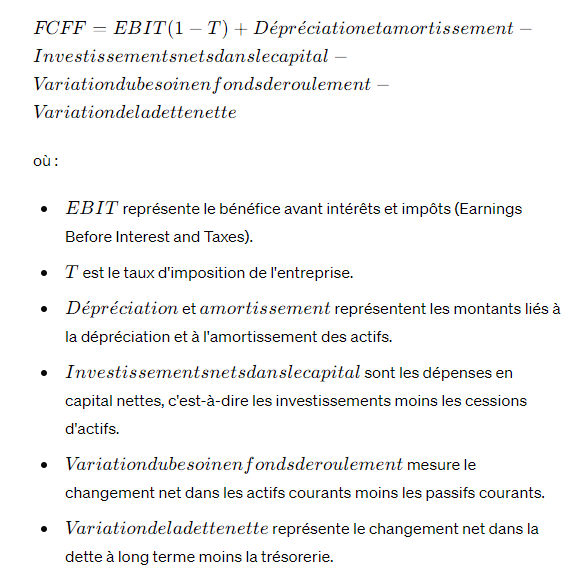 FCFF = EBIT(1 − T) + Dépréciationetamortissement −
Investissementsnetsdanslecapital −
Variationdubesoinenfondsderoulement −
Variationdeladettenette
où :
• EBIT représente le bénéfice avant intérêts et impôts (Earnings
Before Interest and Taxes).
• T est le taux d'imposition de l'entreprise.
• Dépréciation et amortissement représentent les montants liés à
la dépréciation et à l'amortissement des actifs.
• Investissementsnetsdanslecapital sont les dépenses en
capital nettes, c'est-à-dire les investissements moins les cessions
d'actifs.
• Variationdubesoinenfondsderoulement mesure le
changement net dans les actifs courants moins les passifs courants.
• Variationdeladettenette représente le changement net dans la
dette à long terme moins la trésorerie.